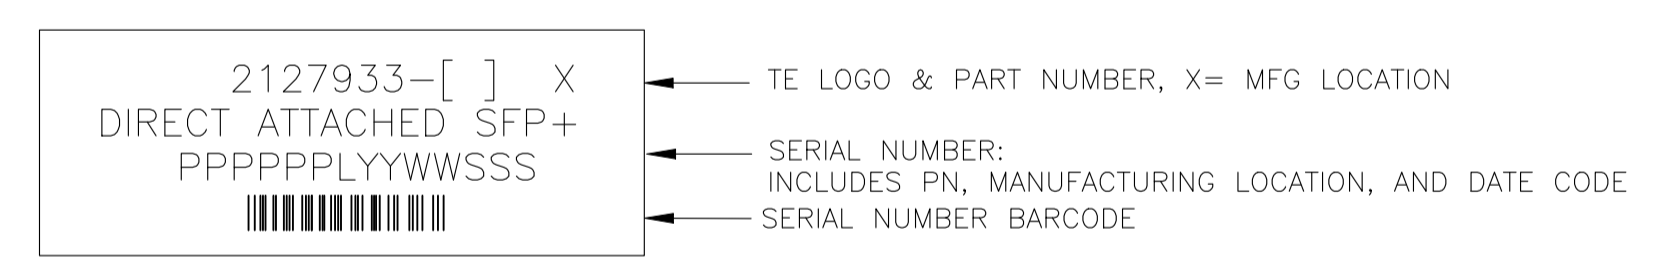 2127933-[ ] X
TE LOGO & PART NUMBER, X= MFG LOCATION
DIRECT ATTACHED SFP+
PPPPPPLYYWWSSS
SERIAL NUMBER:
INCLUDES PN, MANUFACTURING LOCATION, AND DATE CODE
SERIAL NUMBER BARCODE